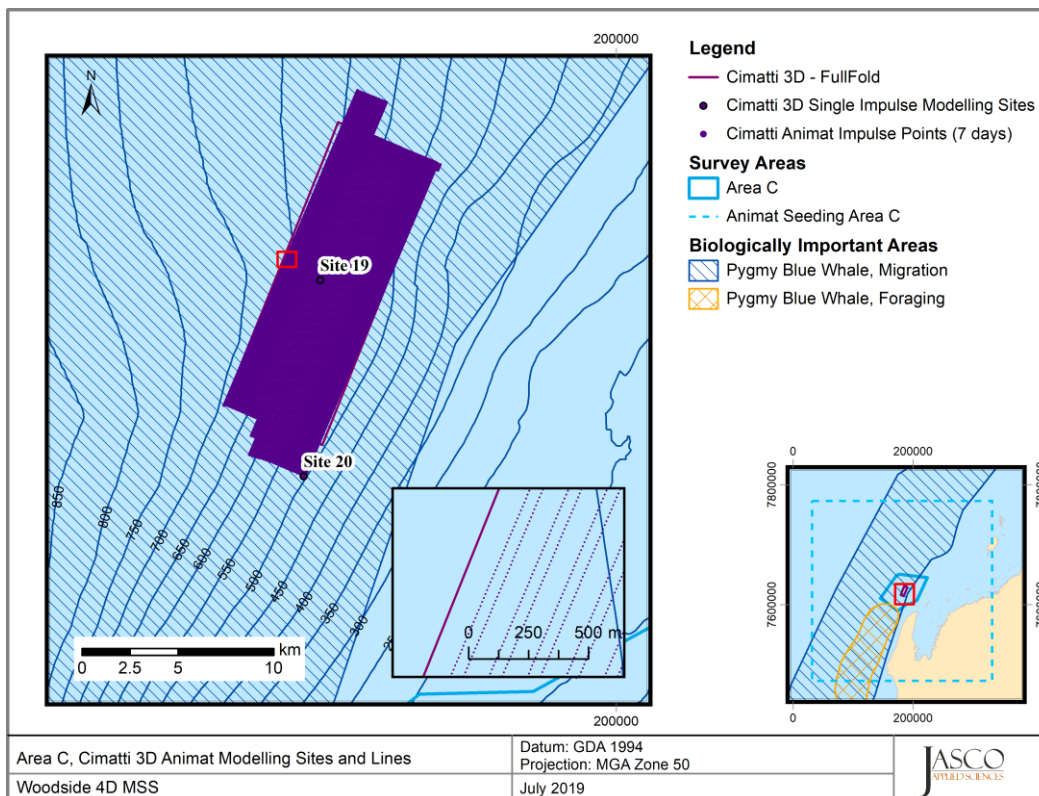 200000
N
Site 19
Site 20
850
800
750
700
650
600
550
500
450
400
350
300
0 250 500 m
km
0 2.5 5 10
200000
Legend
Cimatti 3D - FullFold
Cimatti 3D Single Impulse Modelling Sites
Cimatti Animat Impulse Points (7 days)
Survey Areas
Area C
Animat Seeding Area C
Biologically Important Areas
Pygmy Blue Whale, Migration
Pygmy Blue Whale, Foraging
0 200000
7800000
7600000
0 200000
Area C, Cimatti 3D Animat Modelling Sites and Lines
Woodside 4D MSS
Datum: GDA 1994
Projection: MGA Zone 50
July 2019
JASCO
APPLIED SCIENCES